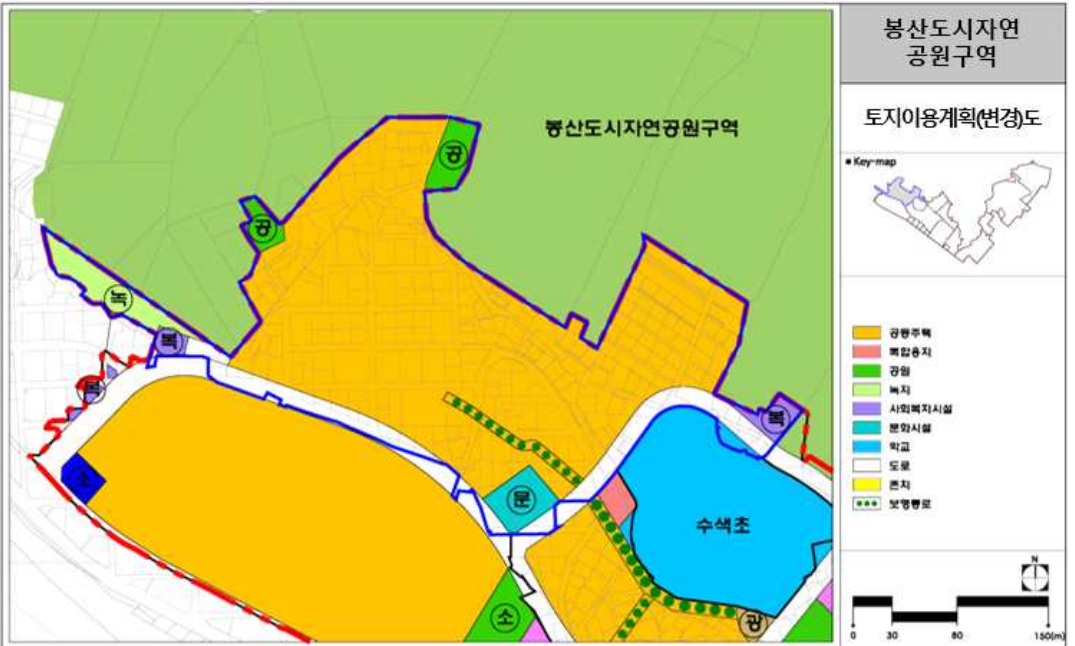 봉산도시자연
공원구역
토지이용계획(변경)도
Key-map
공동주택
복합용지
공원
녹지
사회복지시설
문화시설
학교
도로
존치
보행통로
N
0 30 80 150(m)
봉산도시자연공원구역
공
공
녹
복
복
복
소
문
수색초
소
광